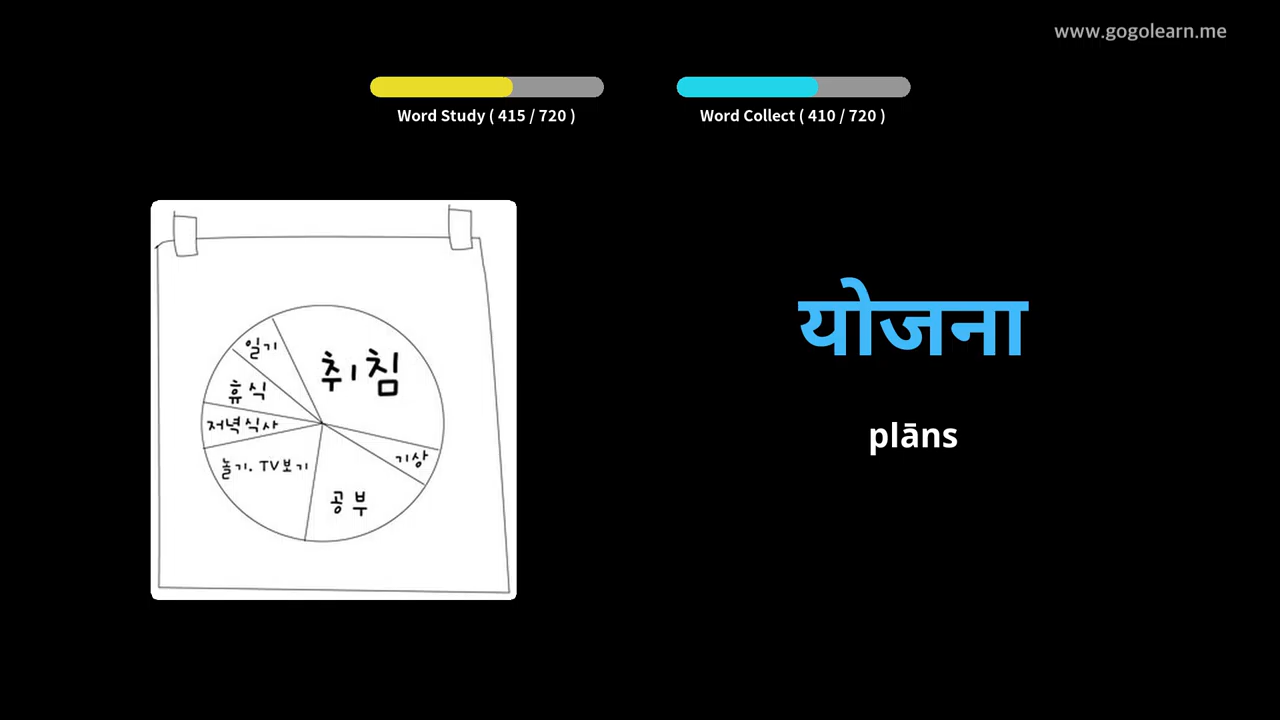 www.gogolearn.me
Word Study ( 415 / 720 )
Word Collect ( 410 / 720 )
일기
취침
휴식
저녁식사
놀기. TV보기
기상
공부
योजना
plāns